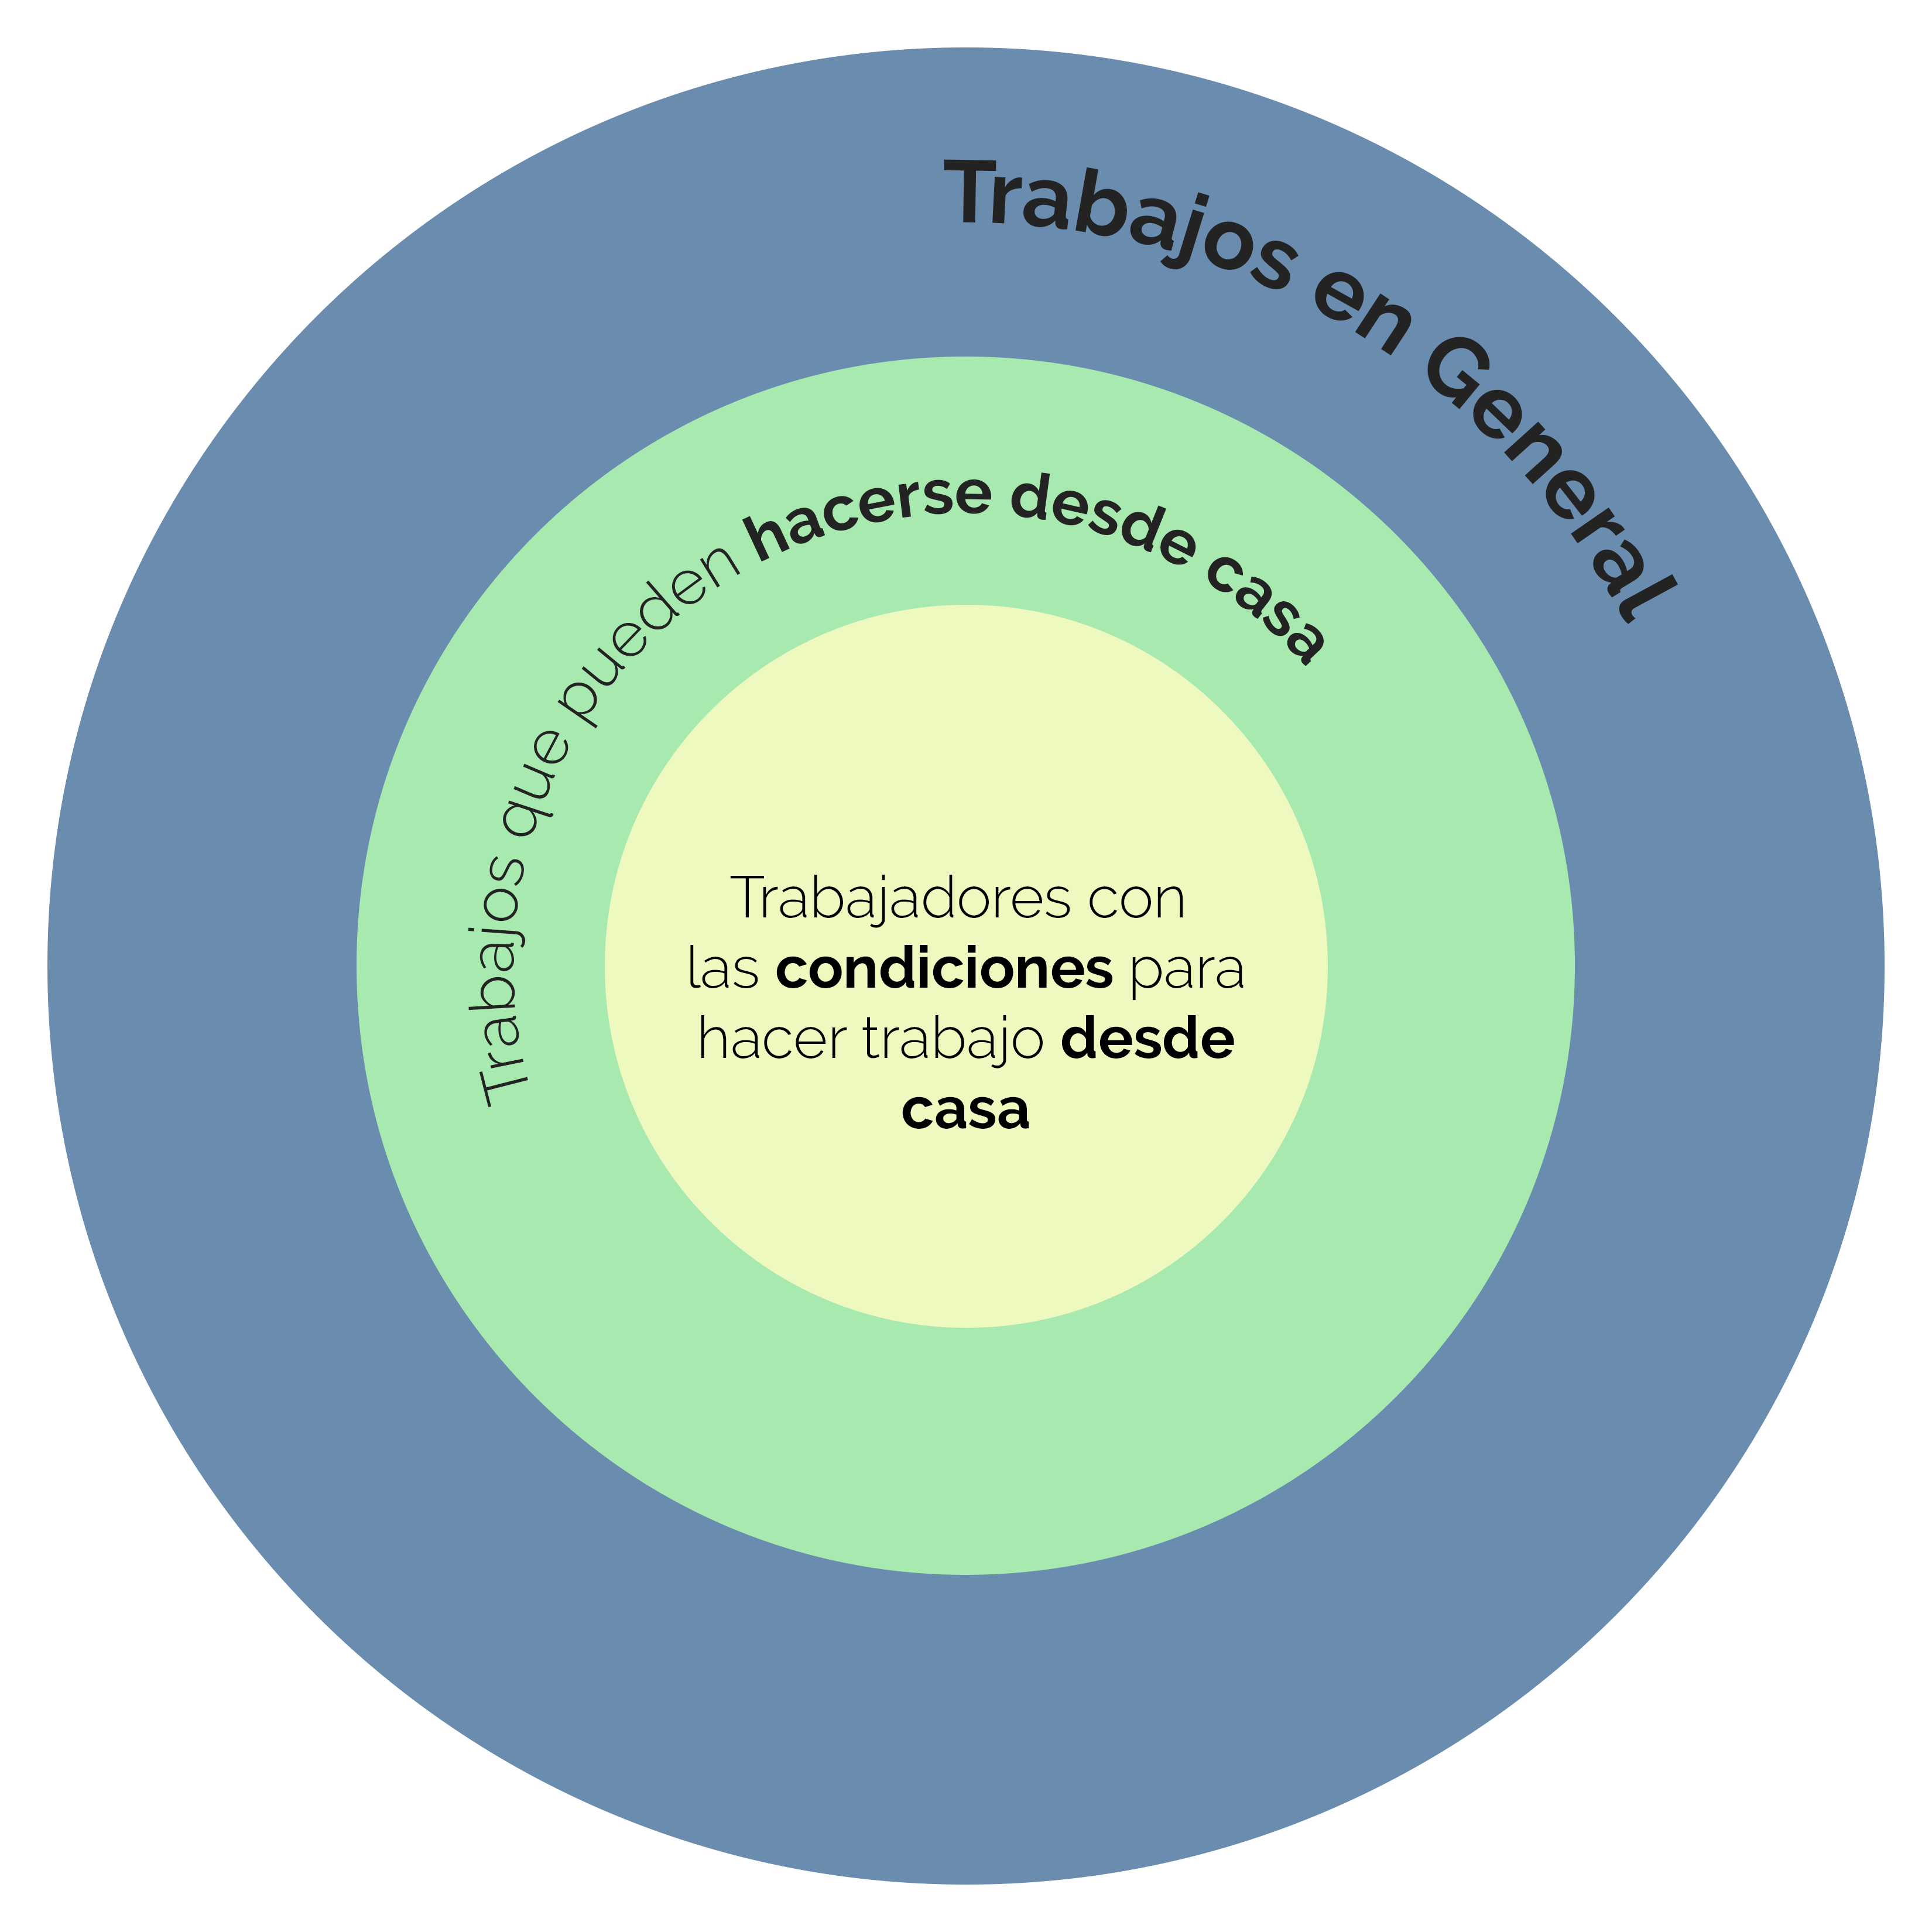 Trabajos en General
Trabajos que pueden hacerse desde casa
Trabajadores con
las condiciones para
hacer trabajo desde
casa